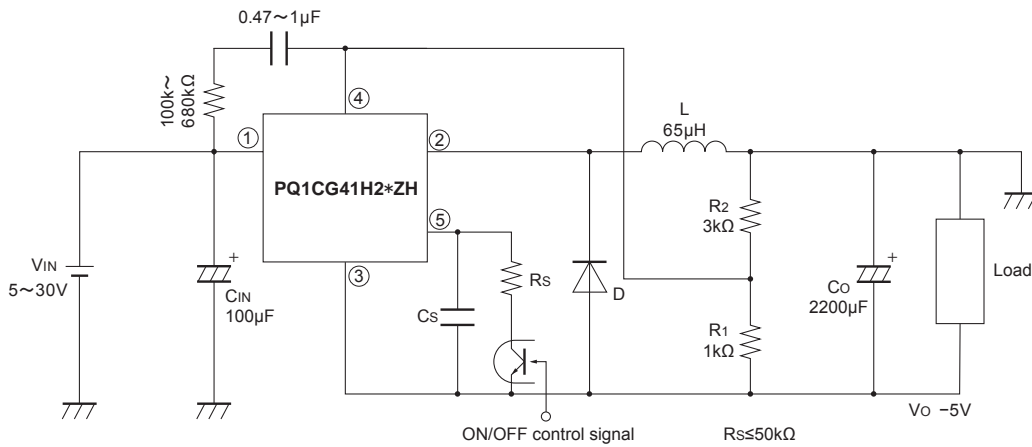 0.47～1µF
100k～
680kΩ
④
L
65µH
①
②
PQ1CG41H2*ZH
R2
3kΩ
⑤
RS
Load
VIN
5～30V
③
+
CIN
100µF
D
+
CO
2200µF
CS
R1
1kΩ
VO −5V
ON/OFF control signal
RS≤50kΩ